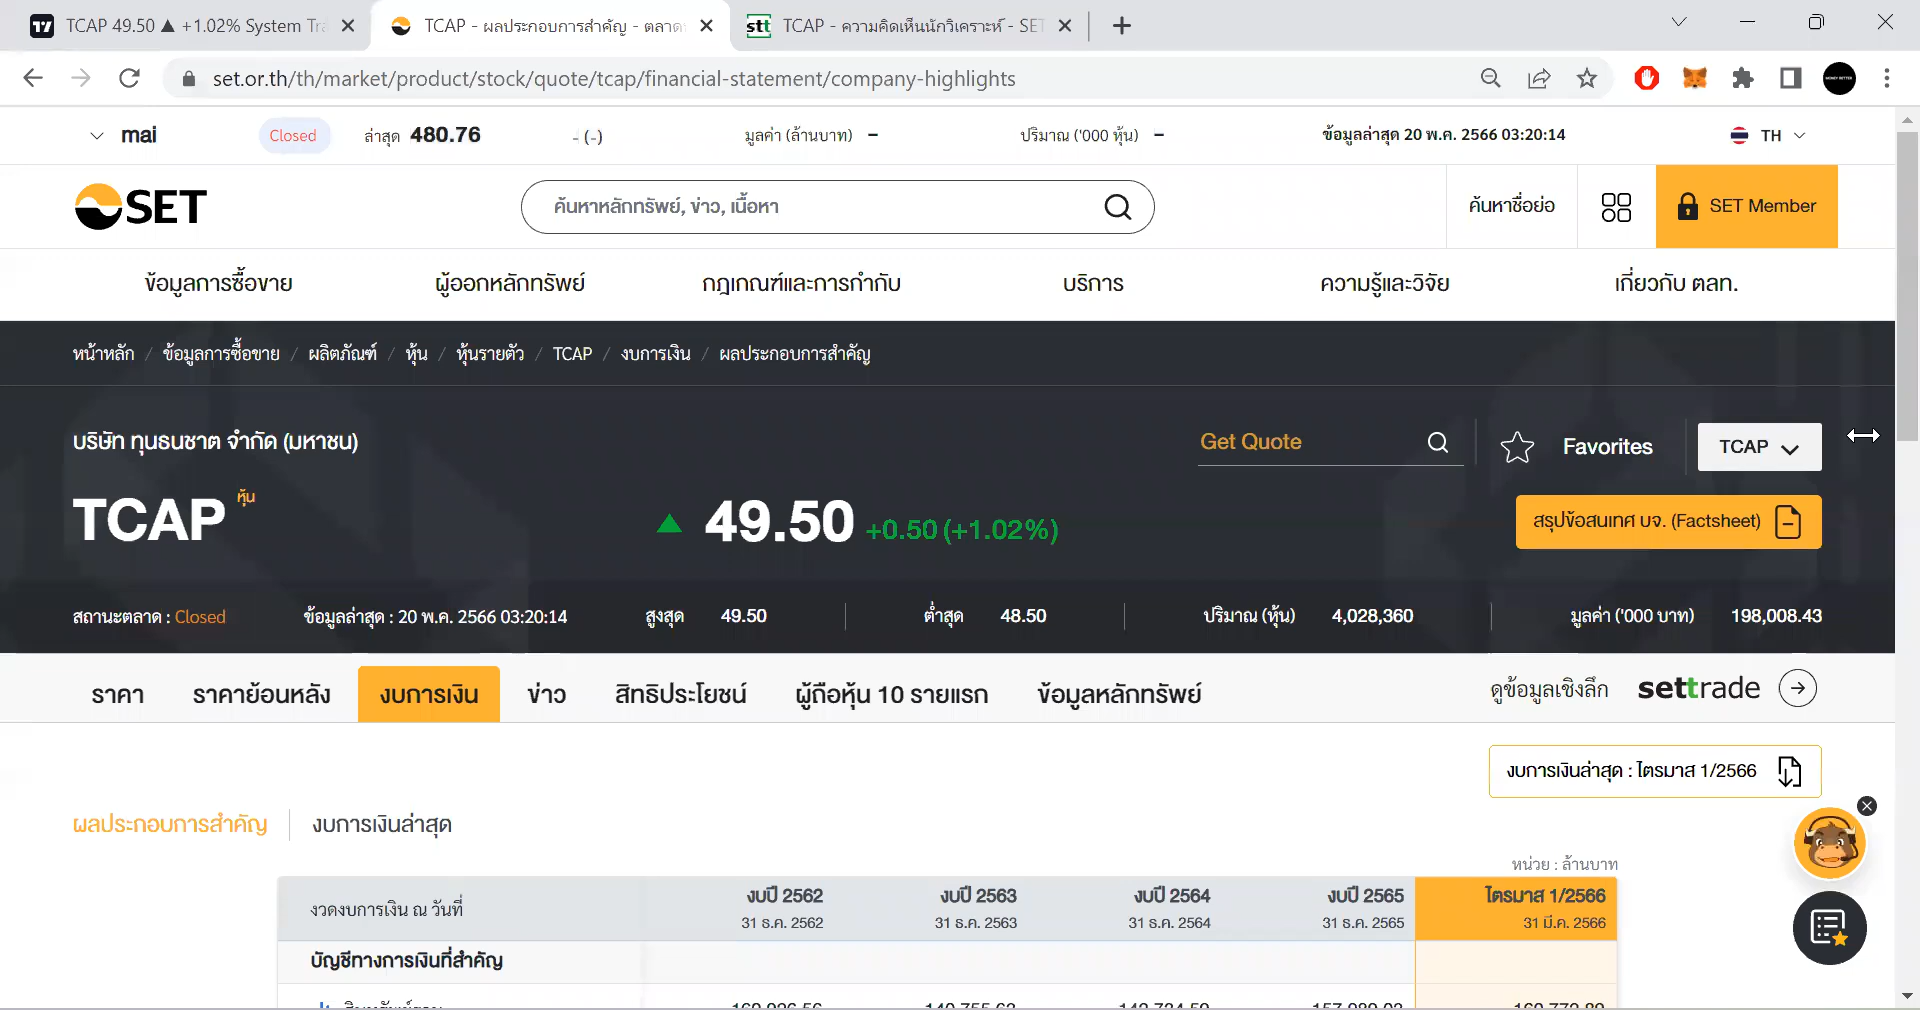 TCAP 49.50 ▲ +1.02% System Tra
TCAP - ผลประกอบการสำคัญ - ตลาด
stt TCAP - ความคิดเห็นนักวิเคราะห์ - SET
set.or.th/th/market/product/stock/quote/tcap/financial-statement/company-highlights
mai Closed ล่าสุด 480.76 - (-) มูลค่า (ล้านบาท) - ปริมาณ ('000 หุ้น) - ข้อมูลล่าสุด 20 พ.ค. 2566 03:20:14 TH
SET ค้นหาหลักทรัพย์, ข่าว, เนื้อหา ค้นหาชื่อย่อ SET Member
ข้อมูลการซื้อขาย ผู้ออกหลักทรัพย์ กฎเกณฑ์และการกำกับ บริการ ความรู้และวิจัย เกี่ยวกับ ตลท.
หน้าหลัก / ข้อมูลการซื้อขาย / ผลิตภัณฑ์ / หุ้น / หุ้นรายตัว / TCAP / งบการเงิน / ผลประกอบการสำคัญ
บริษัท ทุนธนชาต จำกัด (มหาชน) Get Quote Favorites TCAP
TCAP หุ้น 49.50 +0.50 (+1.02%) สรุปข้อสนเทศ บจ. (Factsheet)
สถานะตลาด : Closed ข้อมูลล่าสุด : 20 พ.ค. 2566 03:20:14 สูงสุด 49.50 ต่ำสุด 48.50 ปริมาณ (หุ้น) 4,028,360 มูลค่า ('000 บาท) 198,008.43
ราคา ราคาย้อนหลัง งบการเงิน ข่าว สิทธิประโยชน์ ผู้ถือหุ้น 10 รายแรก ข้อมูลหลักทรัพย์ ดูข้อมูลเชิงลึก settrade
งบการเงินล่าสุด : ไตรมาส 1/2566
ผลประกอบการสำคัญ งบการเงินล่าสุด
หน่วย : ล้านบาท
งวดงบการเงิน ณ วันที่ งบปี 2562 งบปี 2563 งบปี 2564 งบปี 2565 ไตรมาส 1/2566
31 ธ.ค. 2562 31 ธ.ค. 2563 31 ธ.ค. 2564 31 ธ.ค. 2565 31 มี.ค. 2566
บัญชีทางการเงินที่สำคัญ